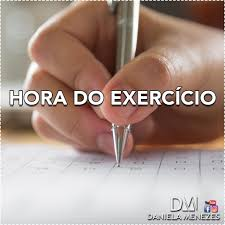 HORA DO EXERCÍCIO
DM
DANIELA MENEZES